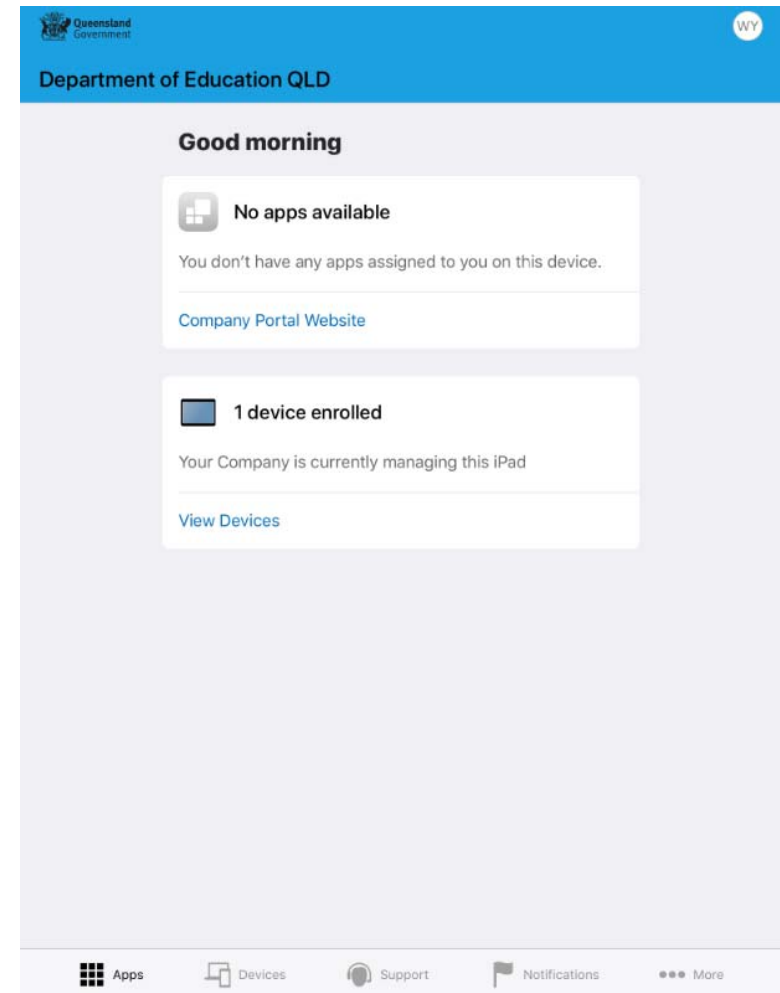 Queensland
Government
WY
Department of Education QLD
Good morning
No apps available
You don't have any apps assigned to you on this device.
Company Portal Website
1 device enrolled
Your Company is currently managing this iPad
View Devices
Apps Devices Support Notifications More